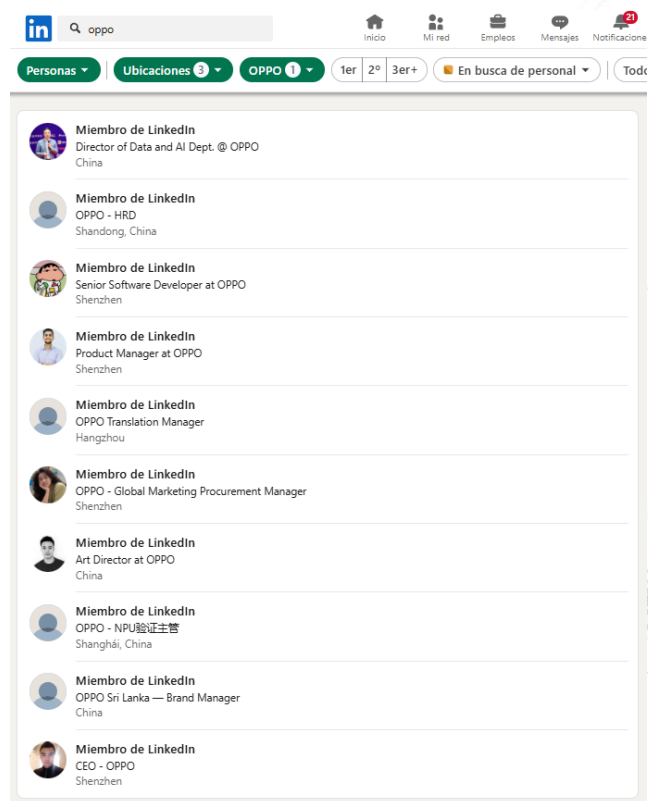 in
oppo
21
Inicio
Mi red
Empleos
Mensajes
Notificacione
Personas
Ubicaciones 3
OPPO 1
1er
2º
3er+
En busca de personal
Todo
Miembro de LinkedIn
Director of Data and AI Dept. @ OPPO
China
Miembro de LinkedIn
OPPO - HRD
Shandong, China
Miembro de LinkedIn
Senior Software Developer at OPPO
Shenzhen
Miembro de LinkedIn
Product Manager at OPPO
Shenzhen
Miembro de LinkedIn
OPPO Translation Manager
Hangzhou
Miembro de LinkedIn
OPPO - Global Marketing Procurement Manager
Shenzhen
Miembro de LinkedIn
Art Director at OPPO
China
Miembro de LinkedIn
OPPO - NPU验证主管
Shanghái, China
Miembro de LinkedIn
OPPO Sri Lanka — Brand Manager
China
Miembro de LinkedIn
CEO - OPPO
Shenzhen